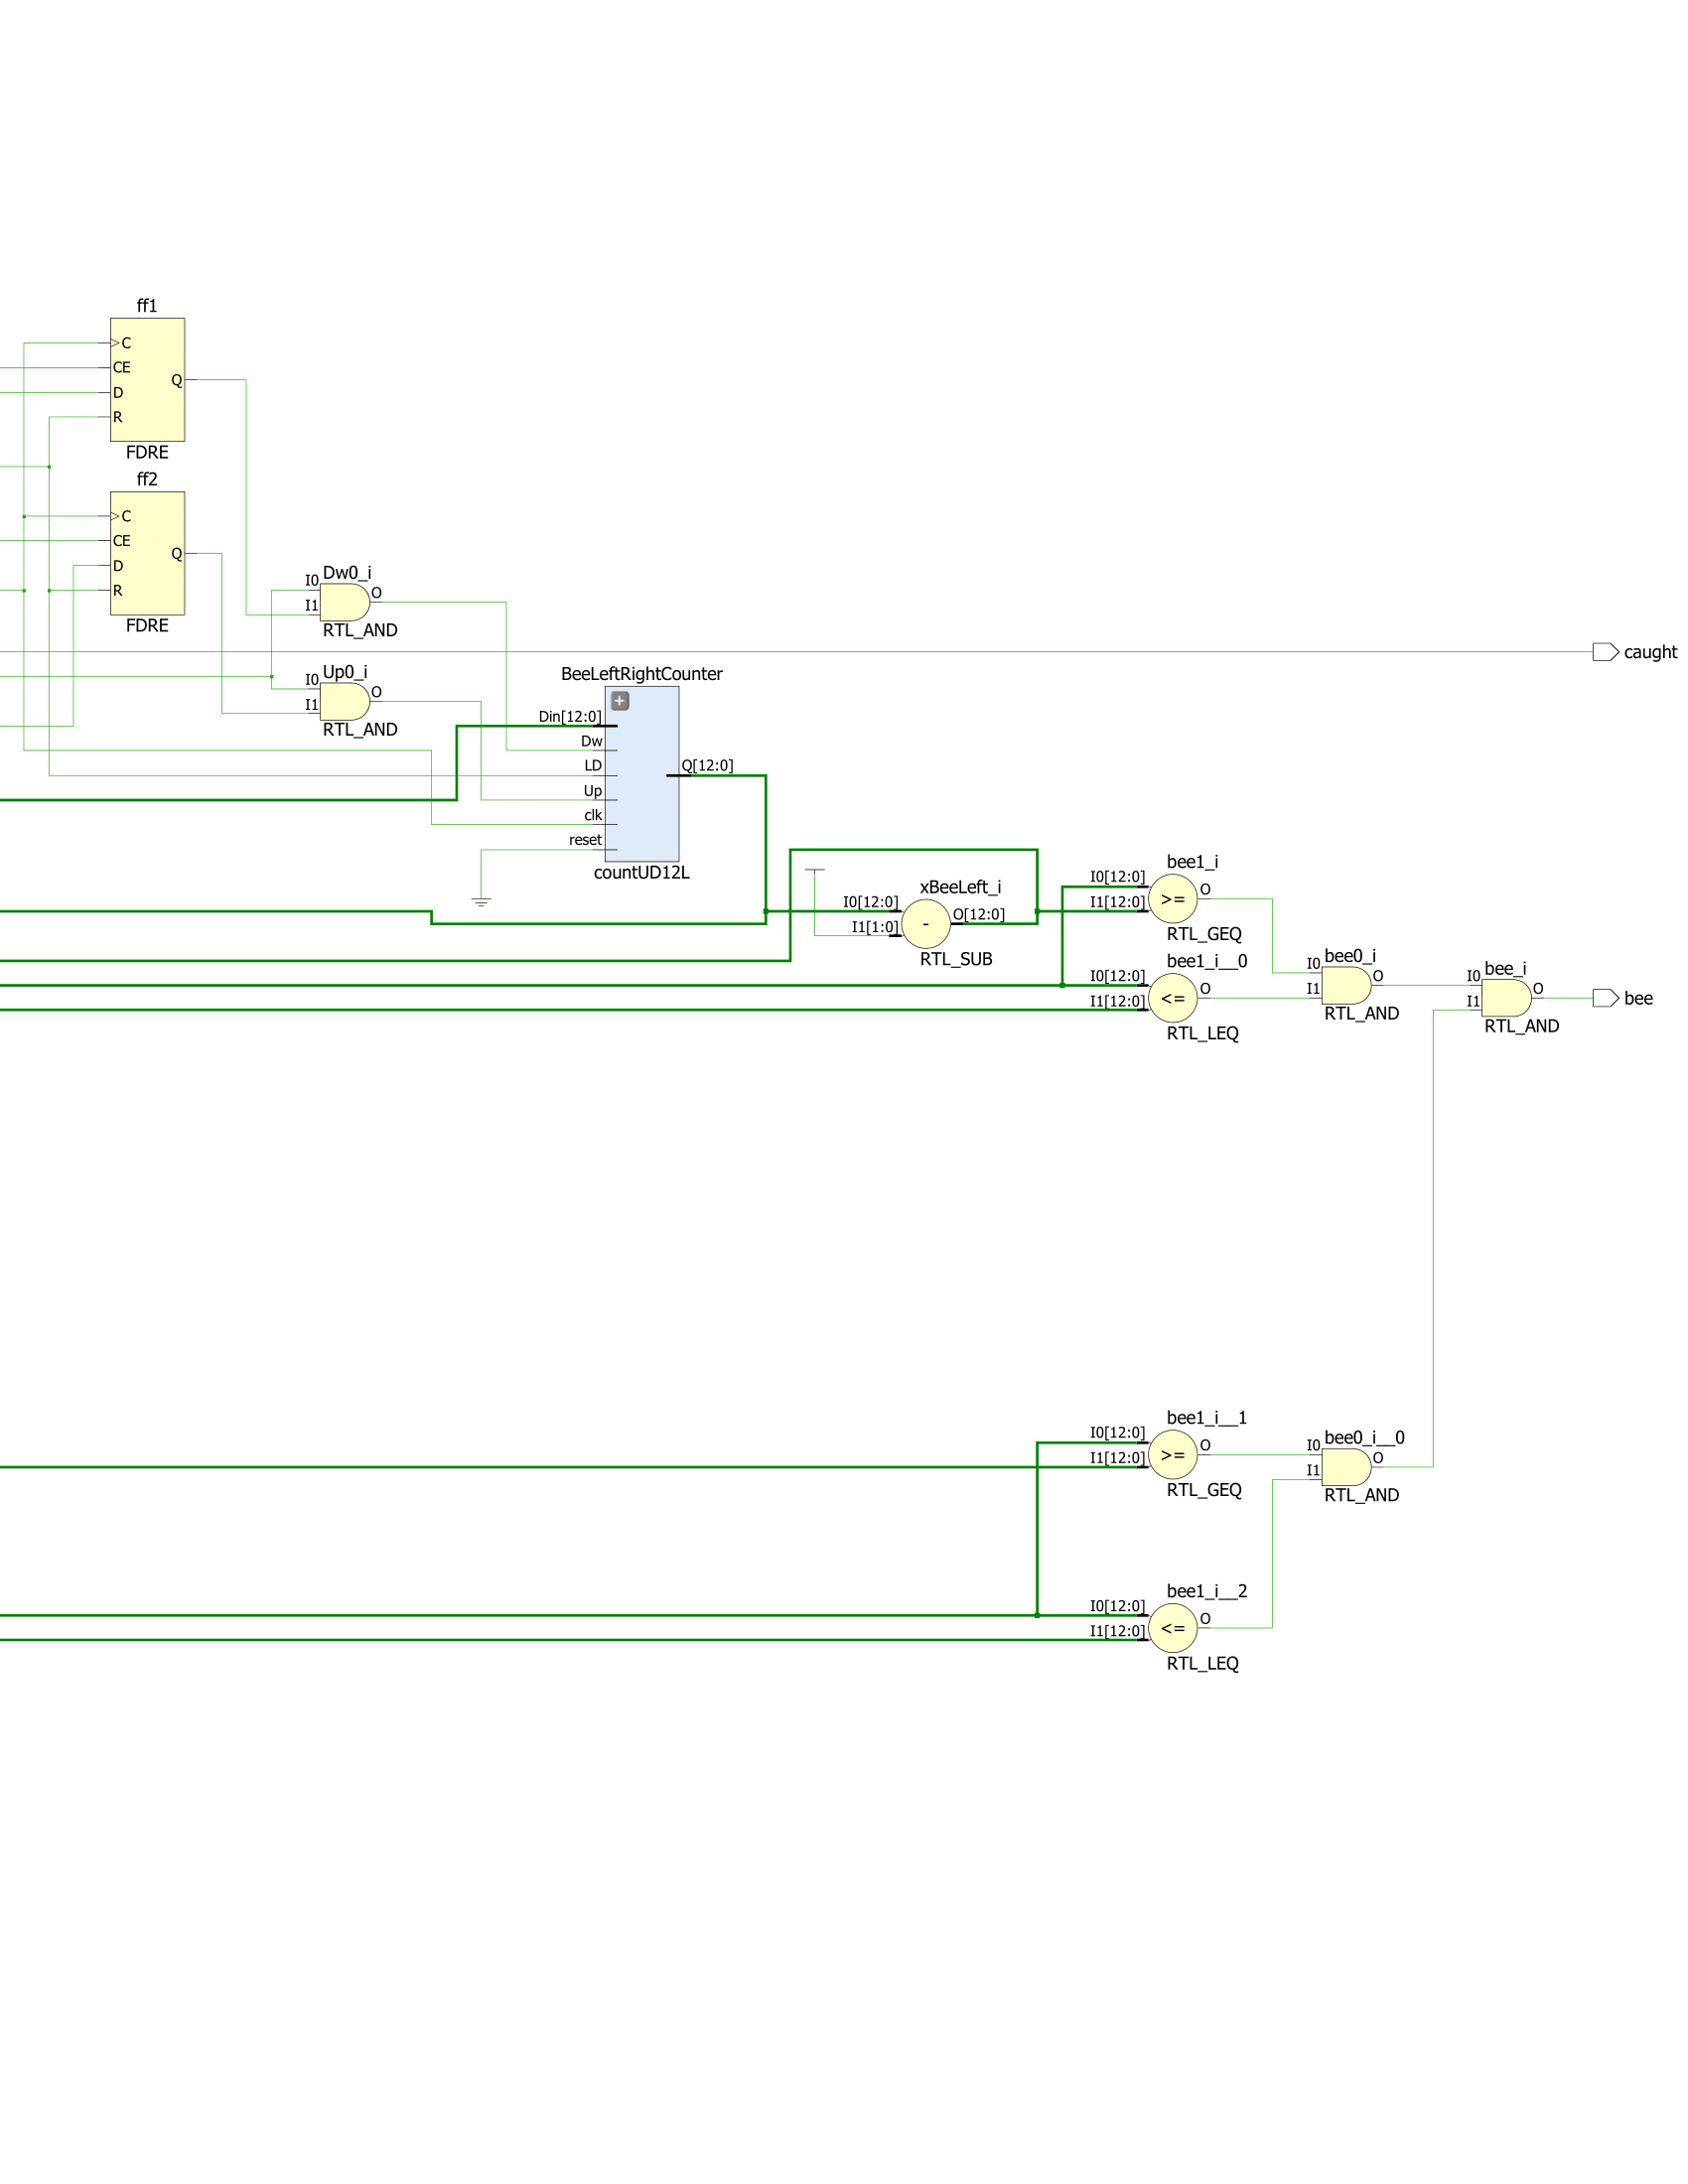 ff1
C
CE
D
R
Q
FDRE
ff2
C
CE
D
R
Q
FDRE
Dw0_i
I0
I1
O
RTL_AND
caught
Up0_i
I0
I1
O
RTL_AND
BeeLeftRightCounter
+
Din[12:0]
Dw
LD
Up
clk
reset
Q[12:0]
countUD12L
xBeeLeft_i
I0[12:0]
I1[1:0]
-
O[12:0]
RTL_SUB
bee1_i
I0[12:0]
I1[12:0]
>=
O
RTL_GEQ
bee1_i__0
I0[12:0]
I1[12:0]
<=
O
RTL_LEQ
bee0_i
I0
I1
O
RTL_AND
bee_i
I0
I1
O
RTL_AND
bee
bee1_i__1
I0[12:0]
I1[12:0]
>=
O
RTL_GEQ
bee0_i__0
I0
I1
O
RTL_AND
bee1_i__2
I0[12:0]
I1[12:0]
<=
O
RTL_LEQ